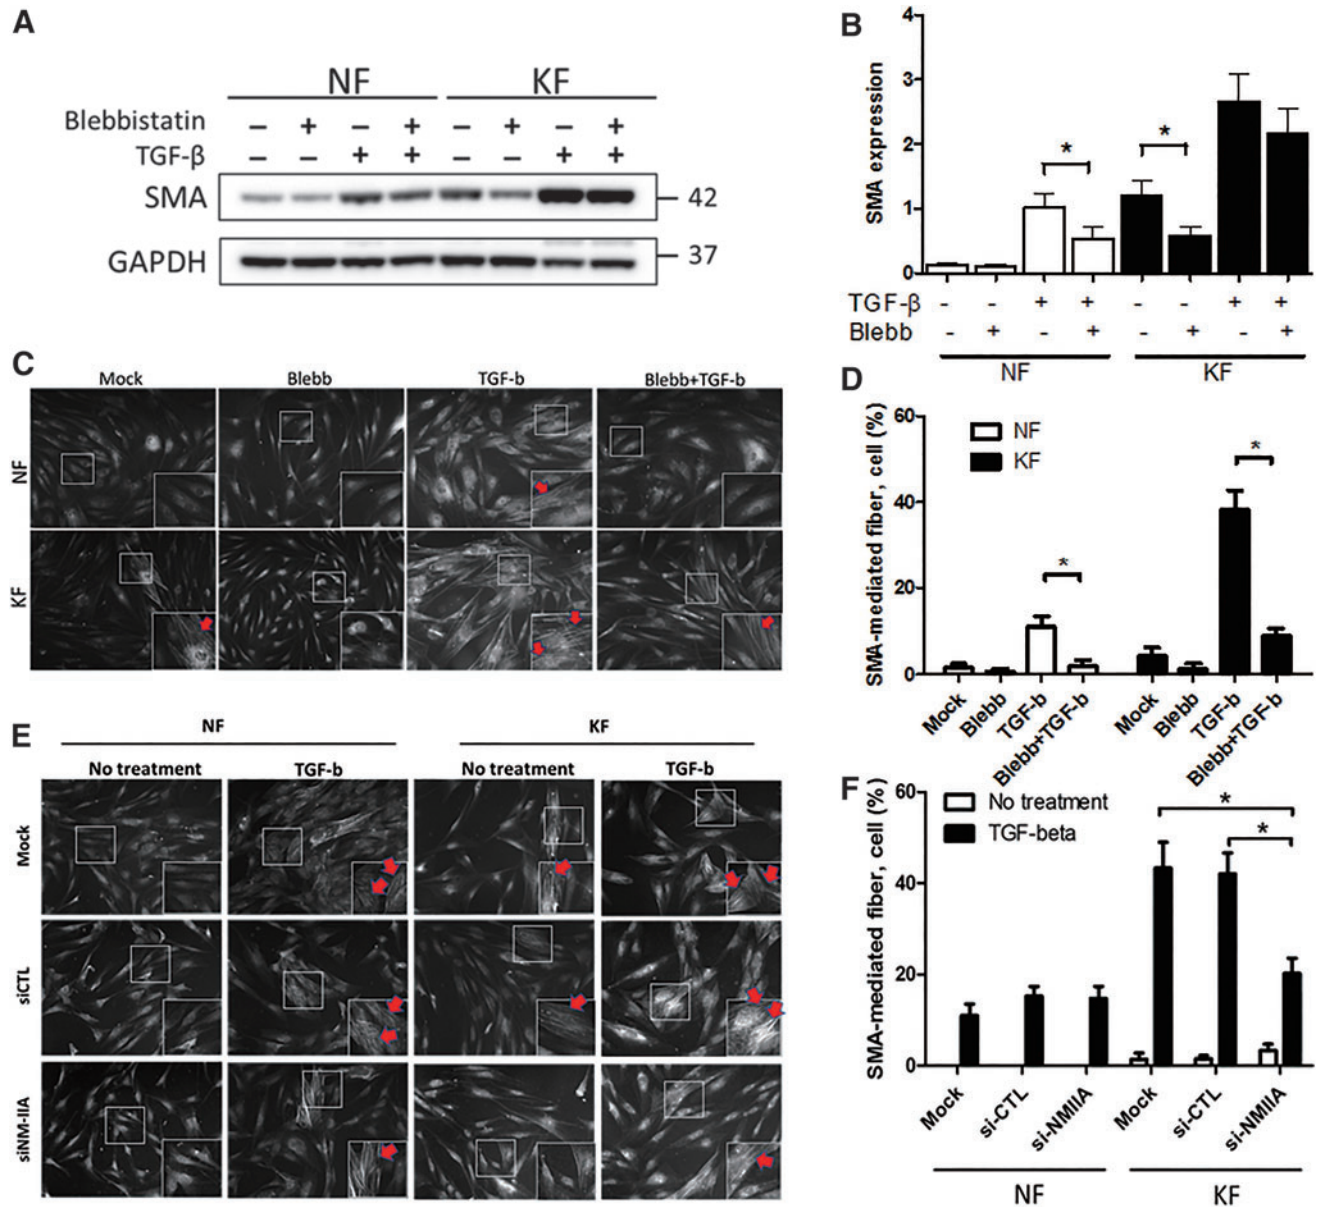 A
NF KF
Blebbistatin - + - + - + - +
TGF-β - - + + - - + +
SMA 42
GAPDH 37
B
SMA expression
4
3
2
1
0
* *
TGF-β - - + + - - + +
Blebb - + - + - + - +
NF KF
C
Mock Blebb TGF-b Blebb+TGF-b
NF
KF
D
SMA-mediated fiber, cell (%)
60
40
20
0
NF
KF
* *
Mock Blebb TGF-b Blebb+TGF-b Mock Blebb TGF-b Blebb+TGF-b
E
NF KF
No treatment TGF-b No treatment TGF-b
Mock
siCTL
siNM-IIA
F
SMA-mediated fiber, cell (%)
60
40
20
0
No treatment
TGF-beta
*
*
Mock si-CTL si-NMIIA Mock si-CTL si-NMIIA
NF KF